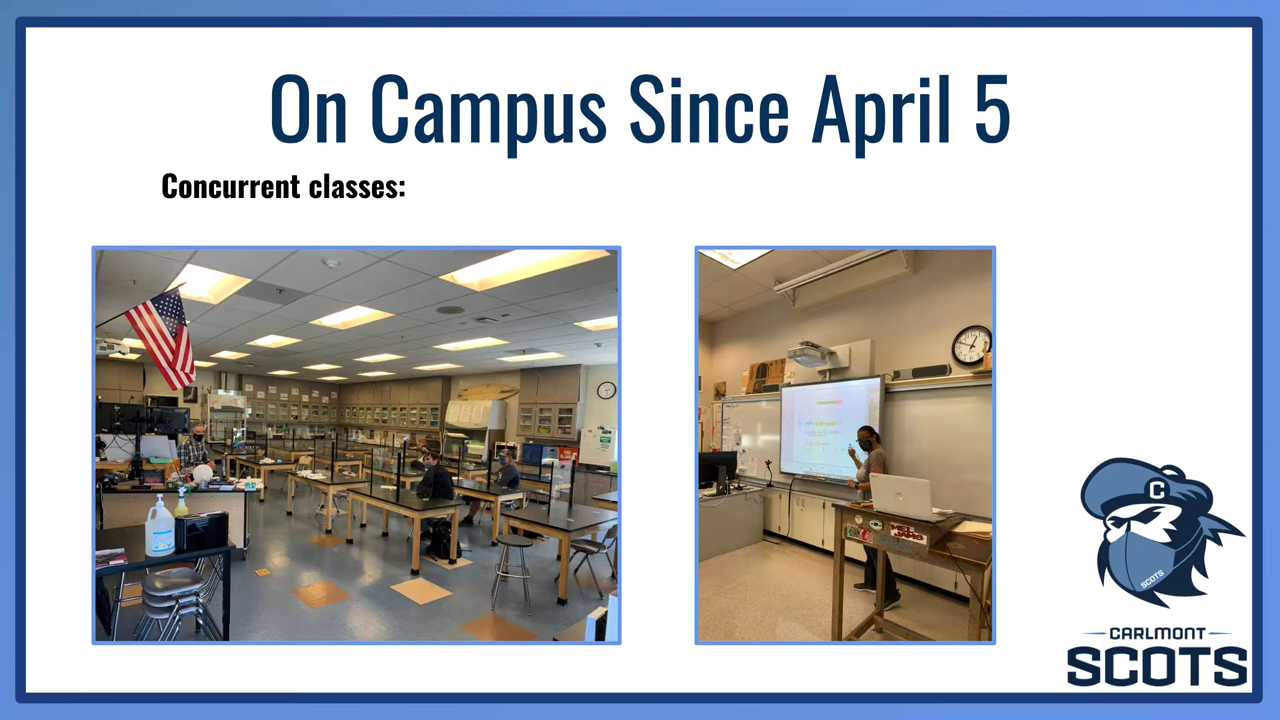 On Campus Since April 5
Concurrent classes:
C
SCOTS
CARLMONT
SCOTS